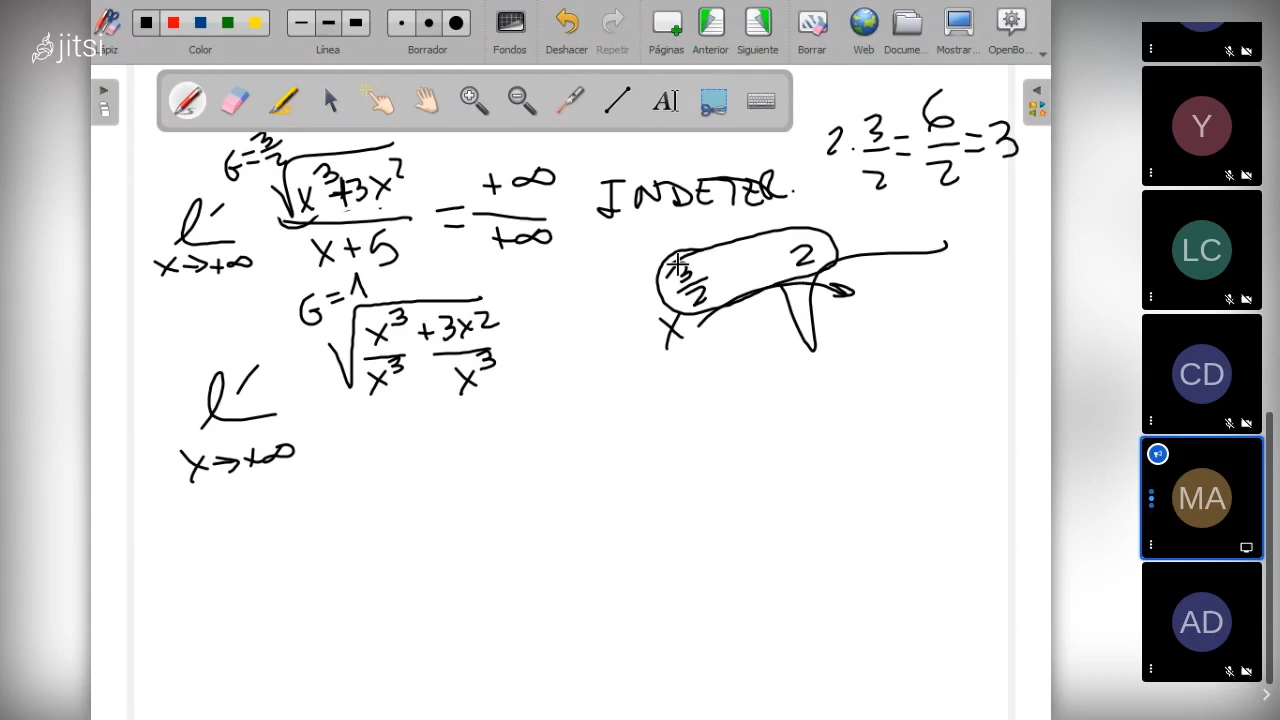 jitsi
Lápiz Color Línea Borrador Fondos Deshacer Repetir Páginas Anterior Siguiente Borrar Web Docume... Mostrar... OpenBo...
2 · 3/2 = 6/2 = 3
G = 3/2
lí x→+∞ √(x³+3x²) / x+5 = +∞/+∞ INDETER.
G = 1
lí x→+∞ √(x³/x³ + 3x²/x³)
x 3/2 2 √
Y
LC
CD
MA
AD